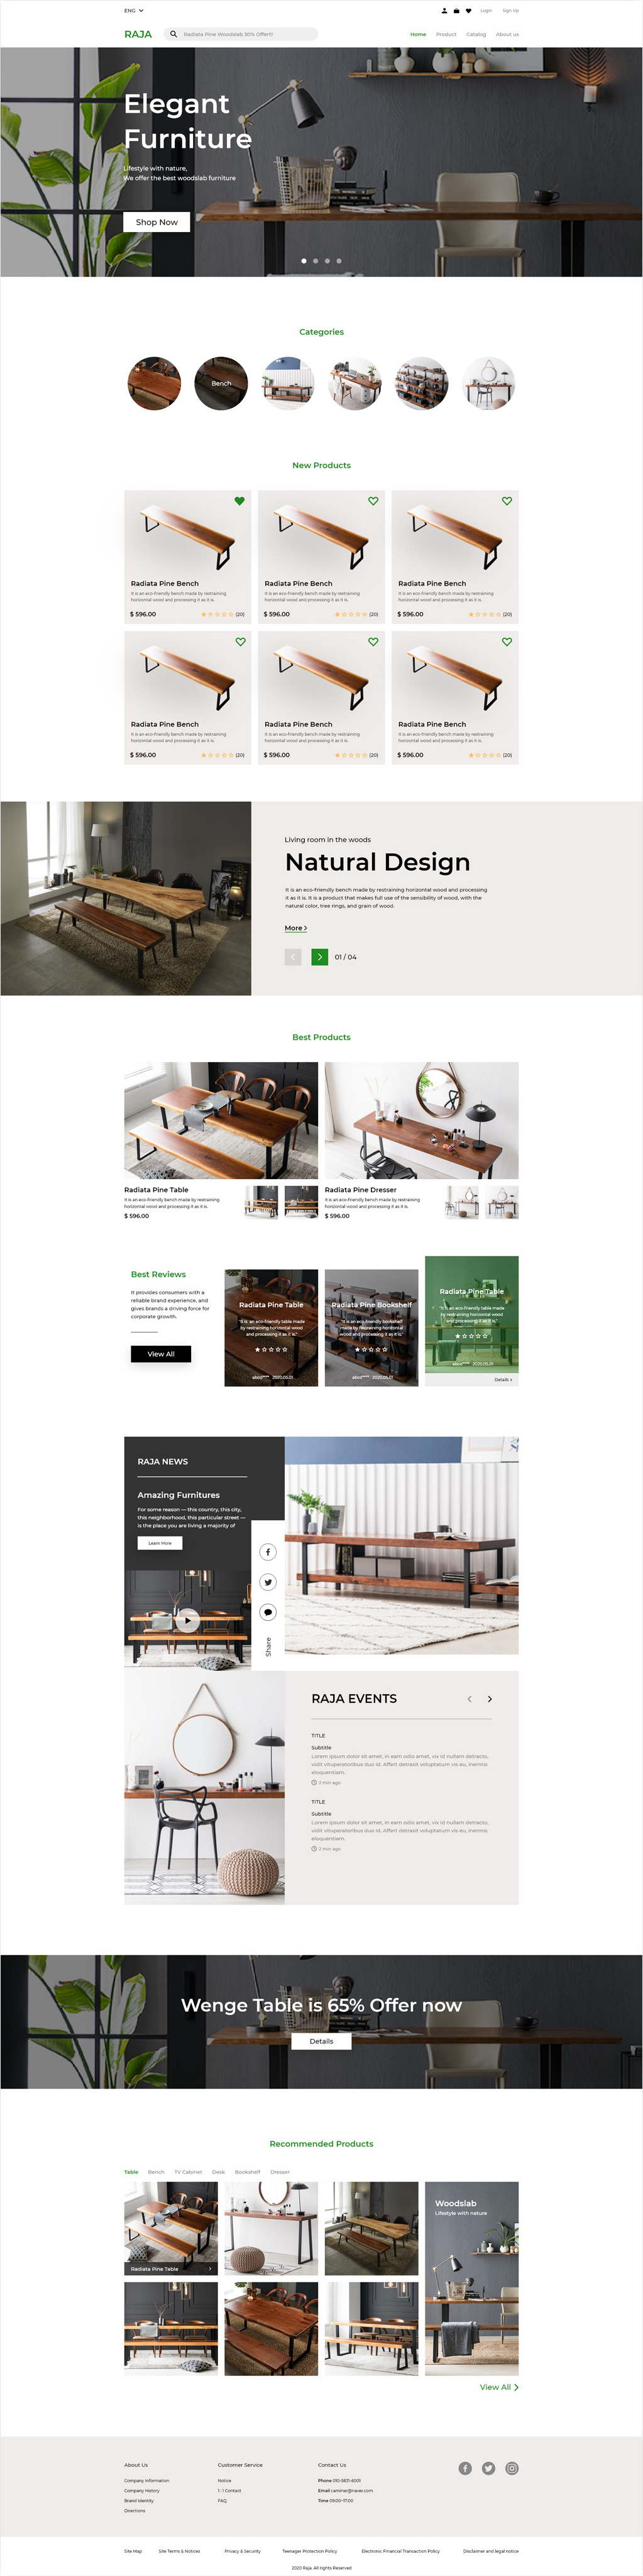 ENG
Login Sign Up
RAJA
Radiata Pine Woodslab 30% Offer!!!
Home Product Catalog About us
Elegant
Furniture
Lifestyle with nature,
We offer the best woodslab furniture
Shop Now
Categories
Bench
New Products
Radiata Pine Bench
It is an eco-friendly bench made by restraining
horizontal wood and processing it as it is.
$ 596.00 (20)
Radiata Pine Bench
It is an eco-friendly bench made by restraining
horizontal wood and processing it as it is.
$ 596.00 (20)
Radiata Pine Bench
It is an eco-friendly bench made by restraining
horizontal wood and processing it as it is.
$ 596.00 (20)
Radiata Pine Bench
It is an eco-friendly bench made by restraining
horizontal wood and processing it as it is.
$ 596.00 (20)
Radiata Pine Bench
It is an eco-friendly bench made by restraining
horizontal wood and processing it as it is.
$ 596.00 (20)
Radiata Pine Bench
It is an eco-friendly bench made by restraining
horizontal wood and processing it as it is.
$ 596.00 (20)
Living room in the woods
Natural Design
It is an eco-friendly bench made by restraining horizontal wood and processing
it as it is. It is a product that makes full use of the sensibility of wood, with the
natural color, tree rings, and grain of wood.
More
01 / 04
Best Products
Radiata Pine Table
It is an eco-friendly bench made by restraining
horizontal wood and processing it as it is.
$ 596.00
Radiata Pine Dresser
It is an eco-friendly bench made by restraining
horizontal wood and processing it as it is.
$ 596.00
Best Reviews
It provides consumers with a
reliable brand experience, and
gives brands a driving force for
corporate growth.
View All
Radiata Pine Table
"It is an eco-friendly table made
by restraining horizontal wood
and processing it as it is."
abcd**** 2020.05.01
Radiata Pine Bookshelf
"It is an eco-friendly bookshelf
made by restraining horizontal
wood and processing it as it is."
abcd**** 2020.05.01
Radiata Pine Table
"It is an eco-friendly table made
by restraining horizontal wood
and processing it as it is."
abcd**** 2020.05.01
Details
RAJA NEWS
Amazing Furnitures
For some reason — this country, this city,
this neighborhood, this particular street —
is the place you are living a majority of
Learn More
Share
RAJA EVENTS
TITLE
Subtitle
Lorem ipsum dolor sit amet, in eam odio amet, vix id nullam detracto,
vidit vituperatoribus duo id. Affert detraxit voluptatum vis eu, inermis
eloquentiam.
2 min ago
TITLE
Subtitle
Lorem ipsum dolor sit amet, in eam odio amet, vix id nullam detracto,
vidit vituperatoribus duo id. Affert detraxit voluptatum vis eu, inermis
eloquentiam.
2 min ago
Wenge Table is 65% Offer now
Details
Recommended Products
Table Bench TV Cabinet Desk Bookshelf Dresser
Radiata Pine Table
Woodslab
Lifestyle with nature
View All
About Us
Company Information
Company History
Brand Identity
Directions
Customer Service
Notice
1 : 1 Contact
FAQ
Contact Us
Phone 010-5831-6001
Email caminar@naver.com
Time 09:00-17:00
Site Map Site Terms & Notices Privacy & Security Teenager Protection Policy Electronic Financial Transaction Policy Disclaimer and legal notice
2020 Raja. All rights Reserved